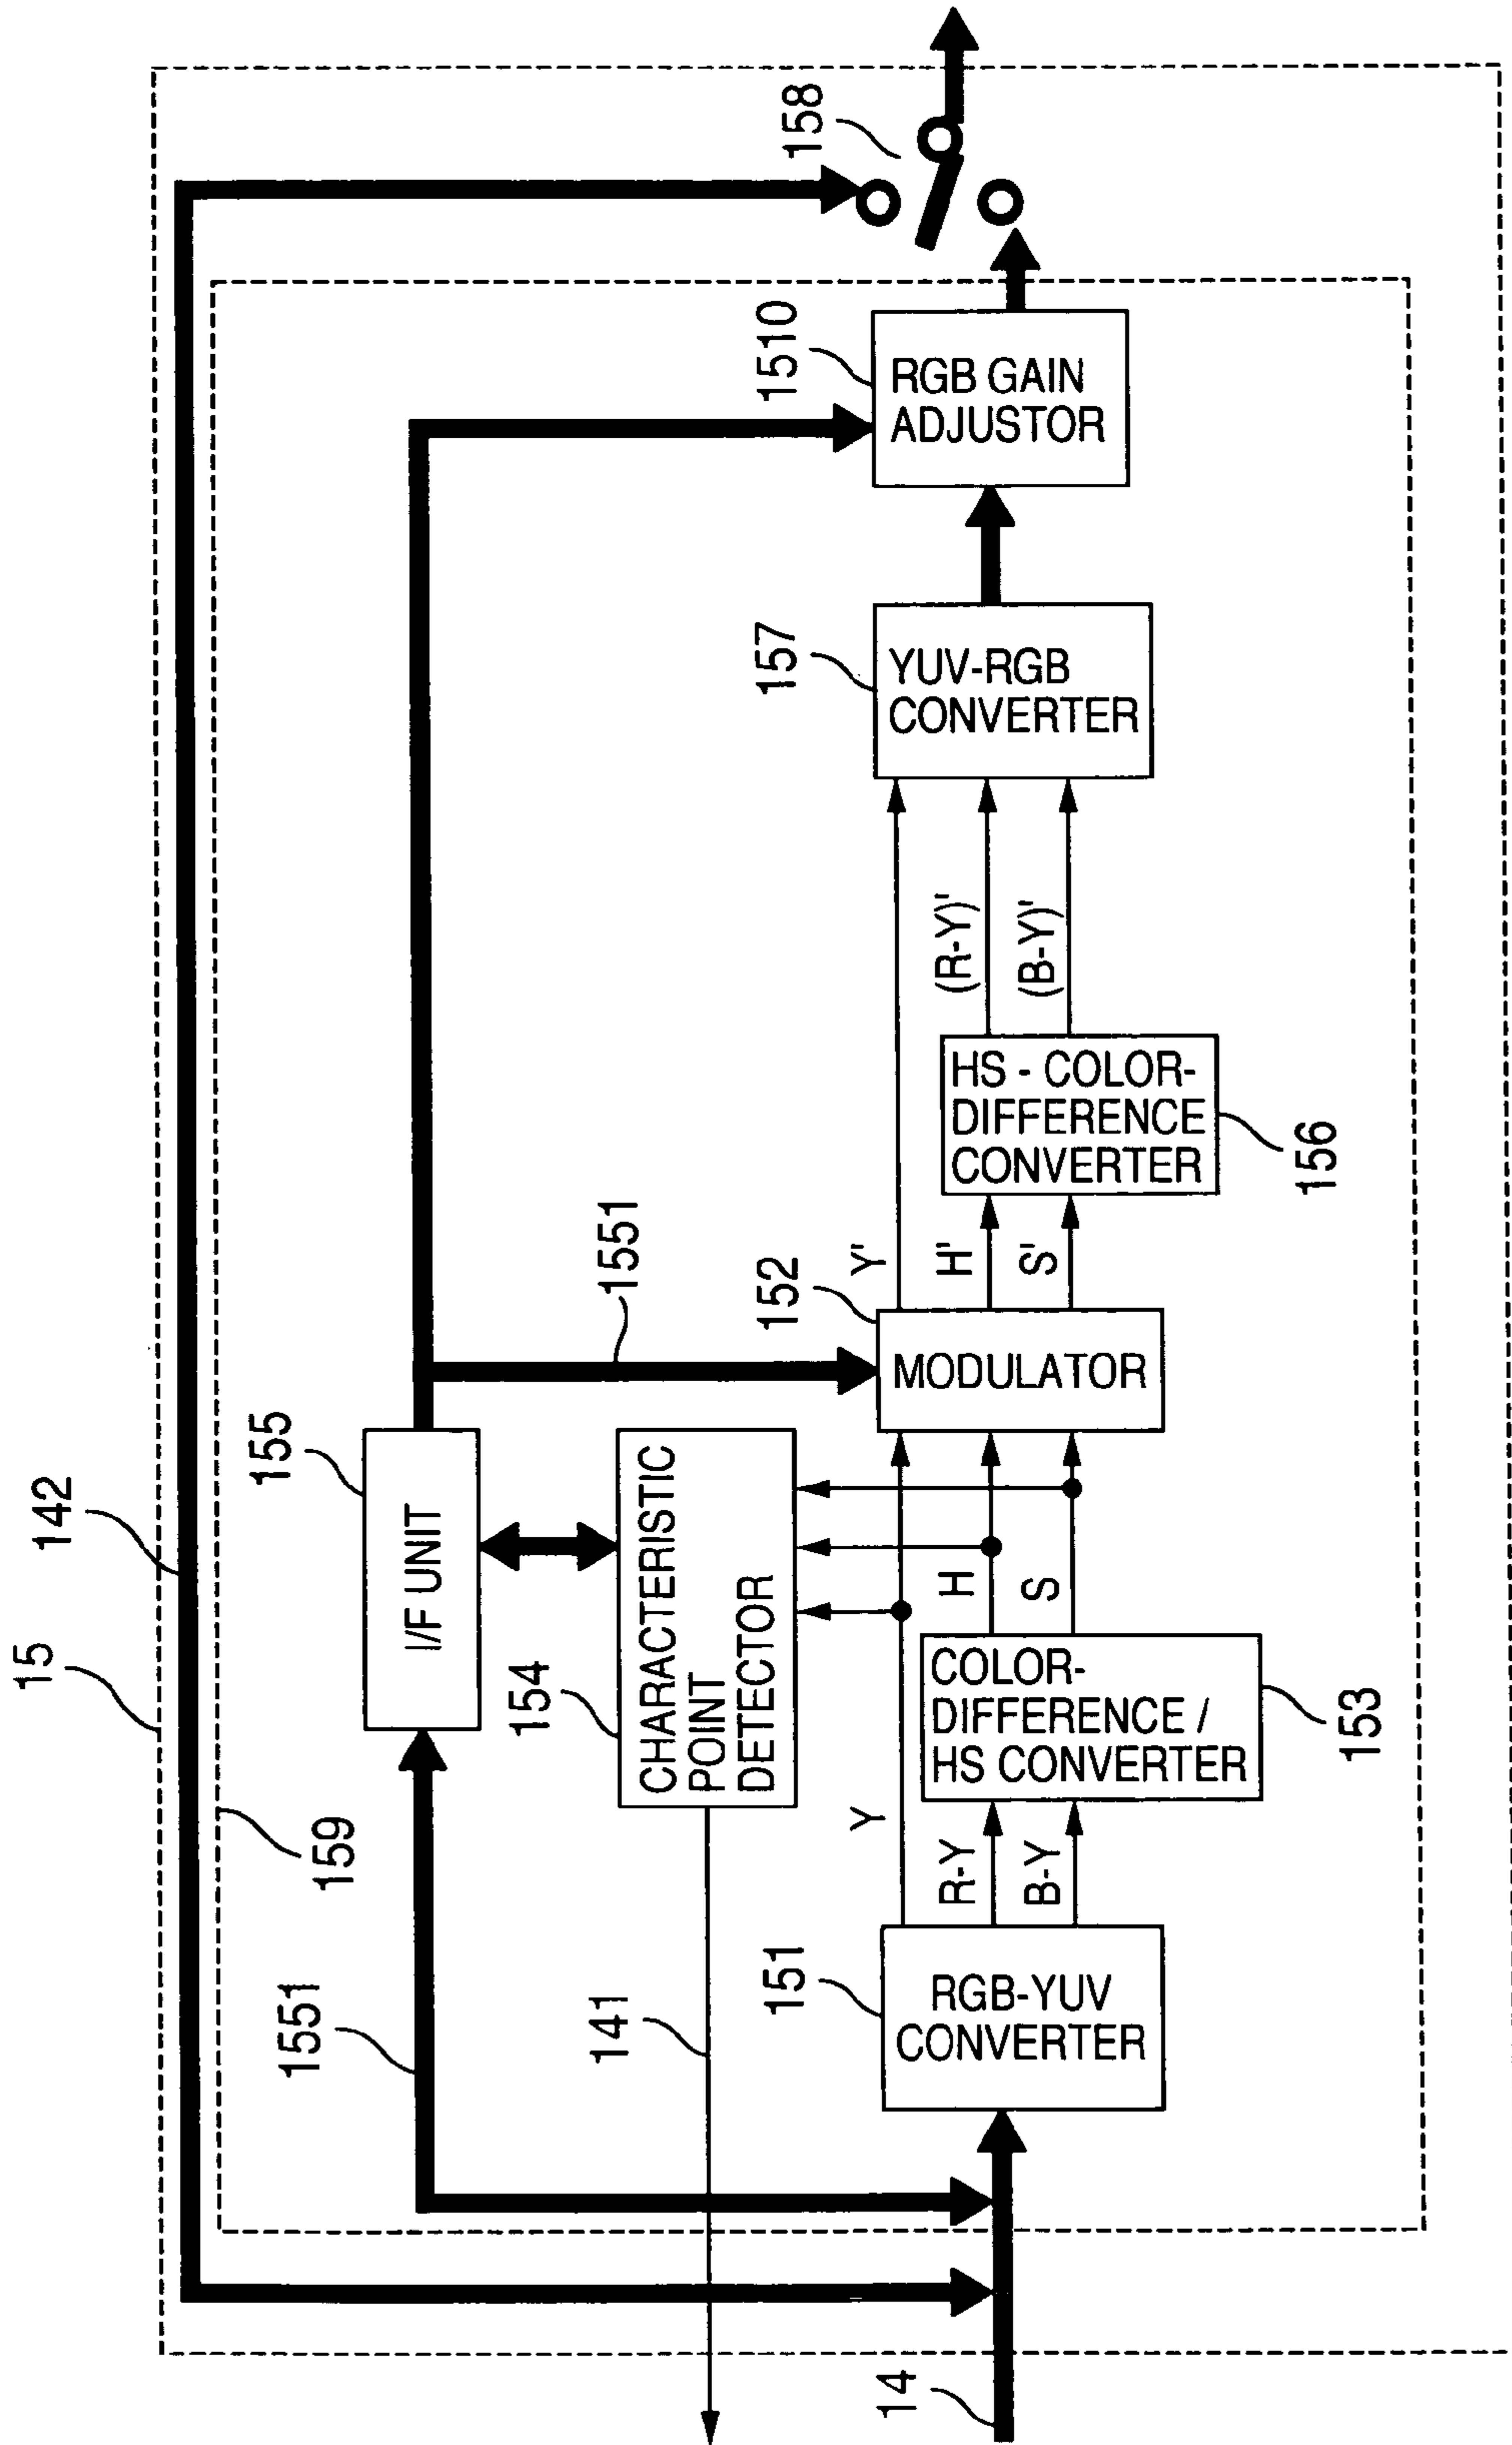 15
142
159
1551
155
I/F UNIT
154
CHARACTERISTIC
POINT
DETECTOR
141
1551
14
151
RGB-YUV
CONVERTER
Y
R-Y
B-Y
153
COLOR-
DIFFERENCE /
HS CONVERTER
H
S
152
MODULATOR
Y'
H'
S'
156
HS - COLOR-
DIFFERENCE
CONVERTER
(R-Y)'
(B-Y)'
157
YUV-RGB
CONVERTER
1510
RGB GAIN
ADJUSTOR
158